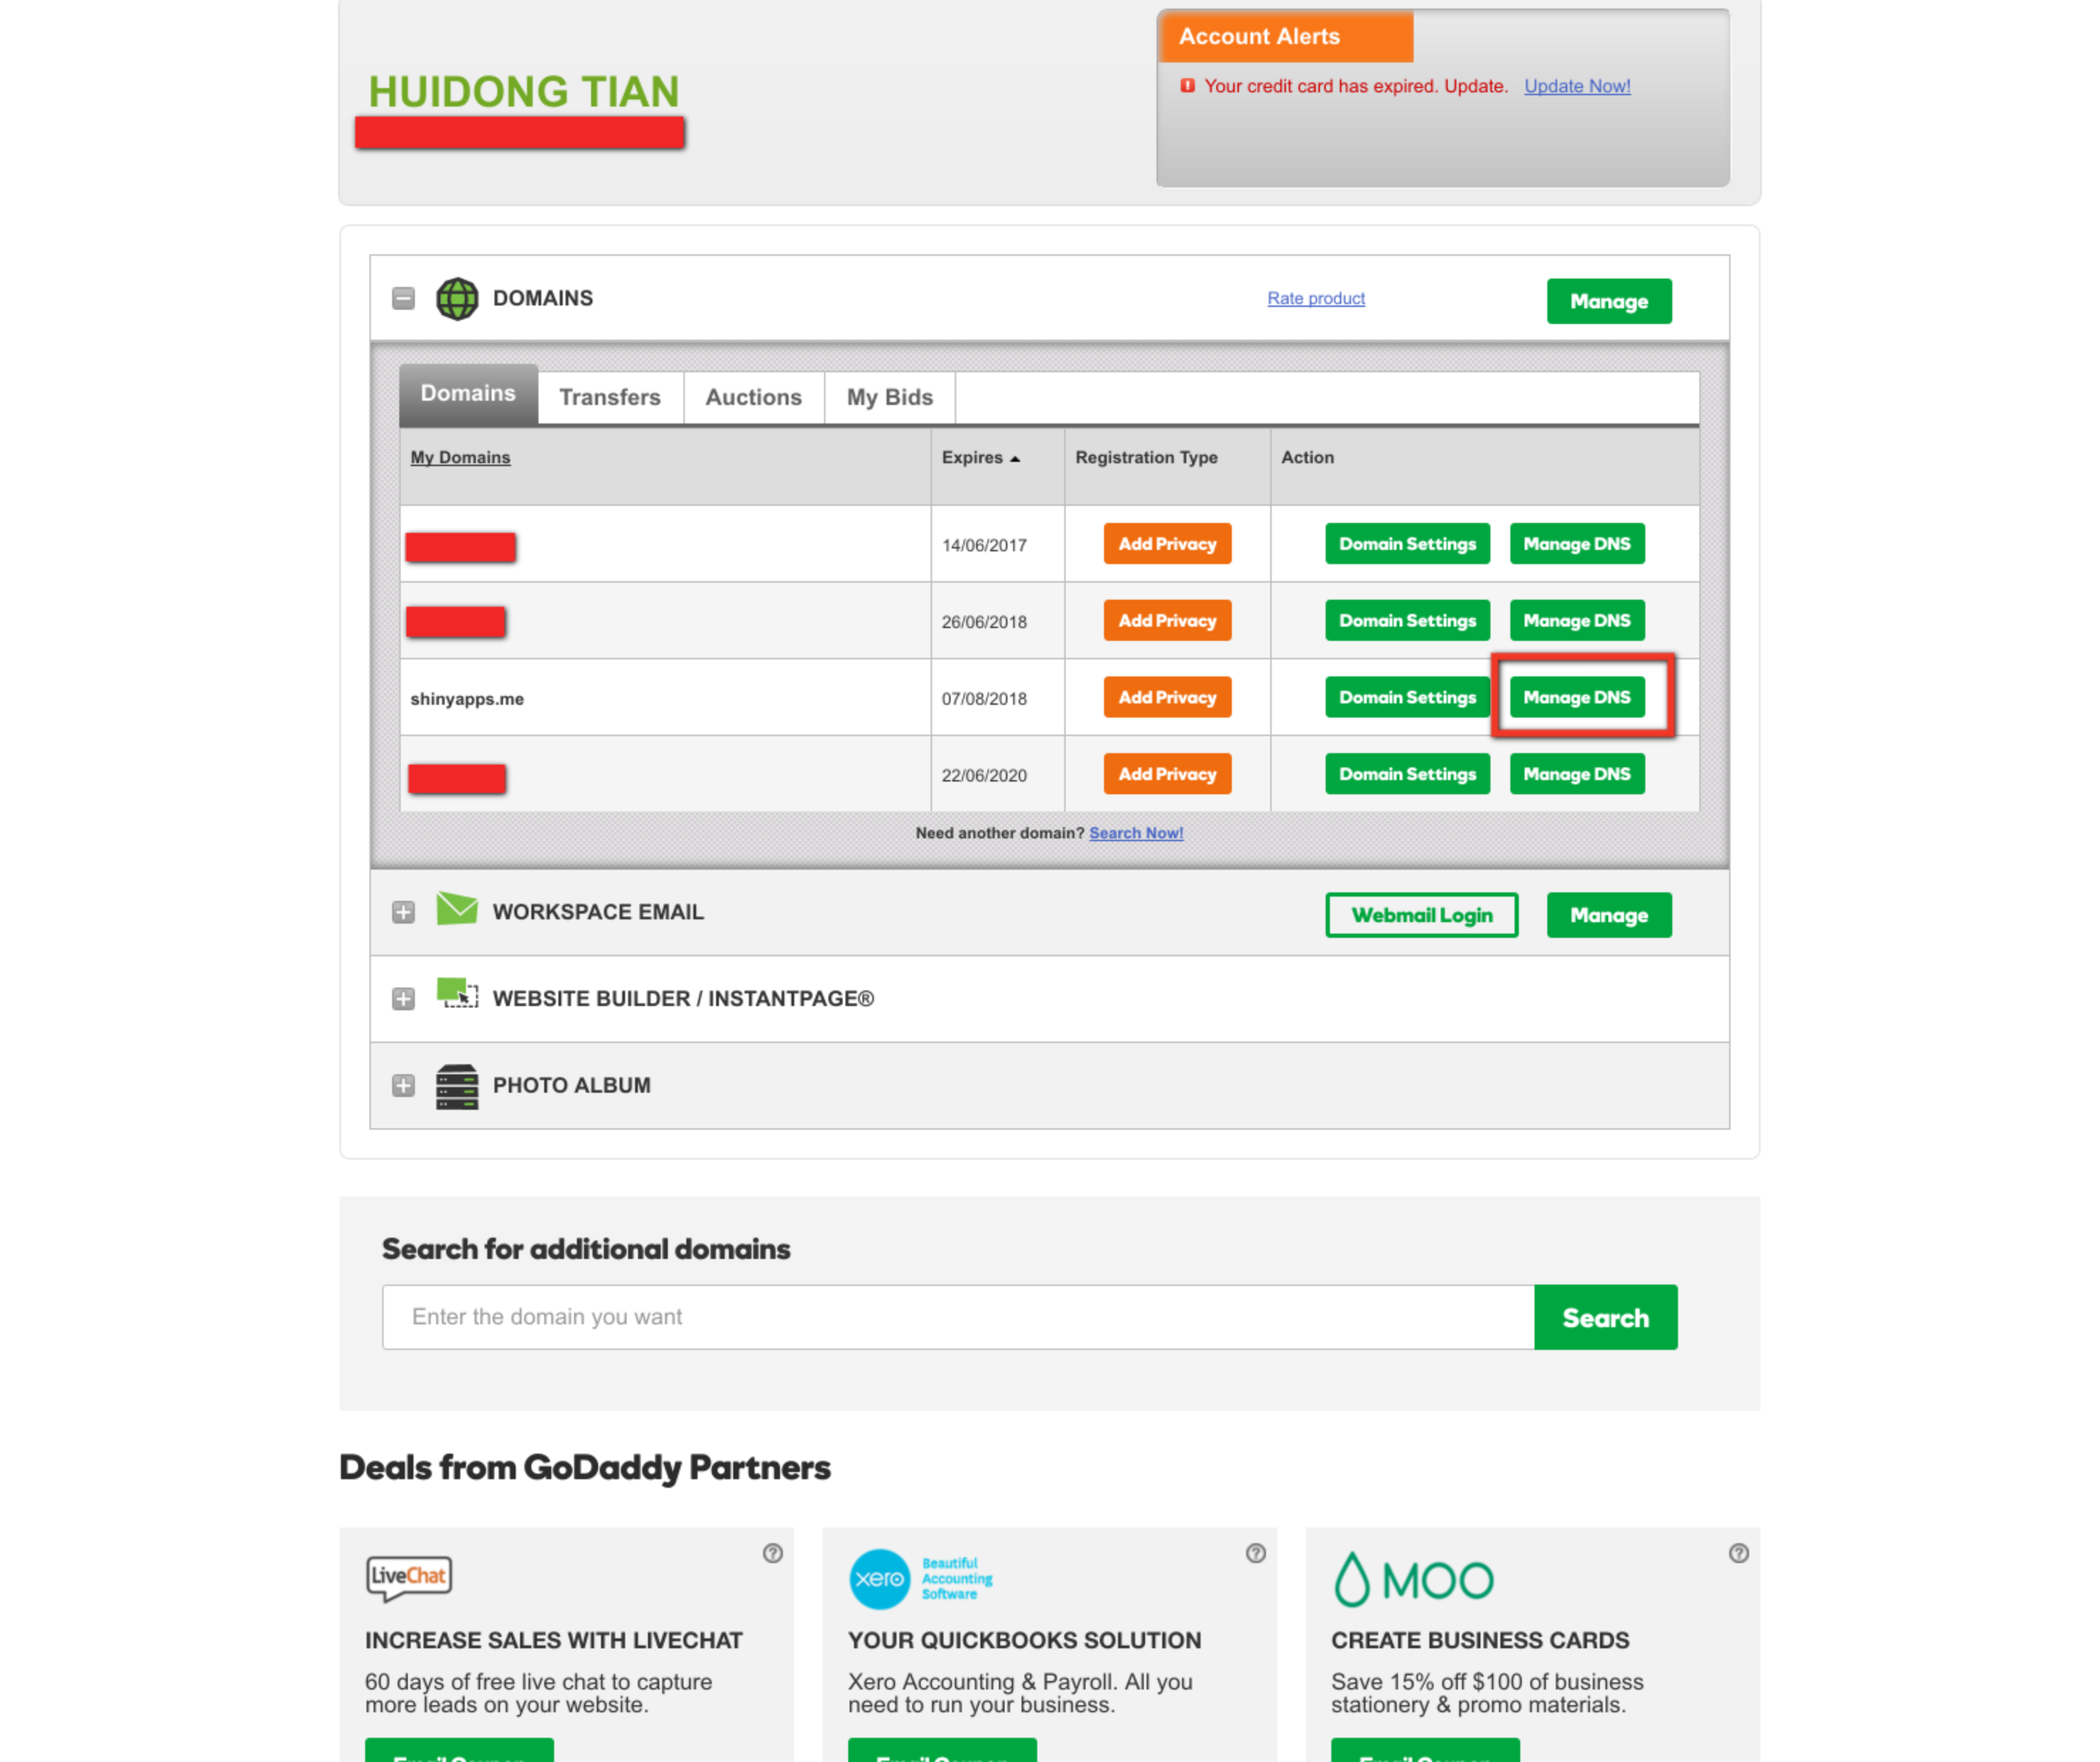 Account Alerts
HUIDONG TIAN
Your credit card has expired. Update. Update Now!
DOMAINS Rate product Manage
Domains Transfers Auctions My Bids
My Domains Expires Registration Type Action
14/06/2017 Add Privacy Domain Settings Manage DNS
26/06/2018 Add Privacy Domain Settings Manage DNS
shinyapps.me 07/08/2018 Add Privacy Domain Settings Manage DNS
22/06/2020 Add Privacy Domain Settings Manage DNS
Need another domain? Search Now!
WORKSPACE EMAIL Webmail Login Manage
WEBSITE BUILDER / INSTANTPAGE®
PHOTO ALBUM
Search for additional domains
Enter the domain you want Search
Deals from GoDaddy Partners
LiveChat
INCREASE SALES WITH LIVECHAT
60 days of free live chat to capture
more leads on your website.
xero
Beautiful
Accounting
Software
YOUR QUICKBOOKS SOLUTION
Xero Accounting & Payroll. All you
need to run your business.
MOO
CREATE BUSINESS CARDS
Save 15% off $100 of business
stationery & promo materials.